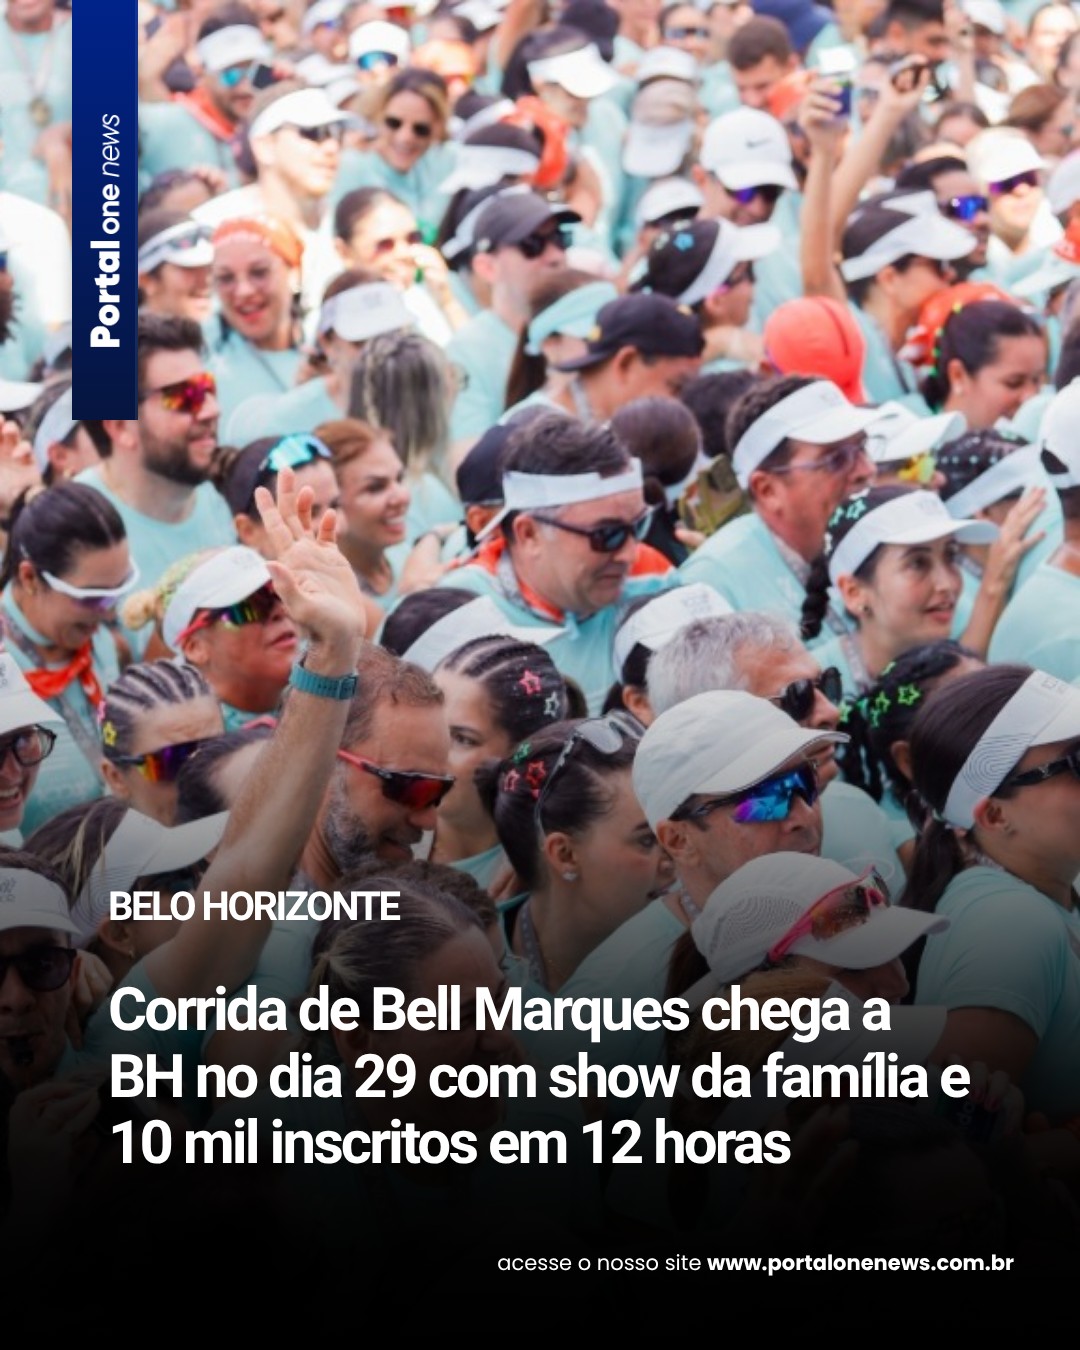 Portal one news
BELO HORIZONTE
Corrida de Bell Marques chega a
BH no dia 29 com show da família e
10 mil inscritos em 12 horas
acesse o nosso site www.portalonenews.com.br